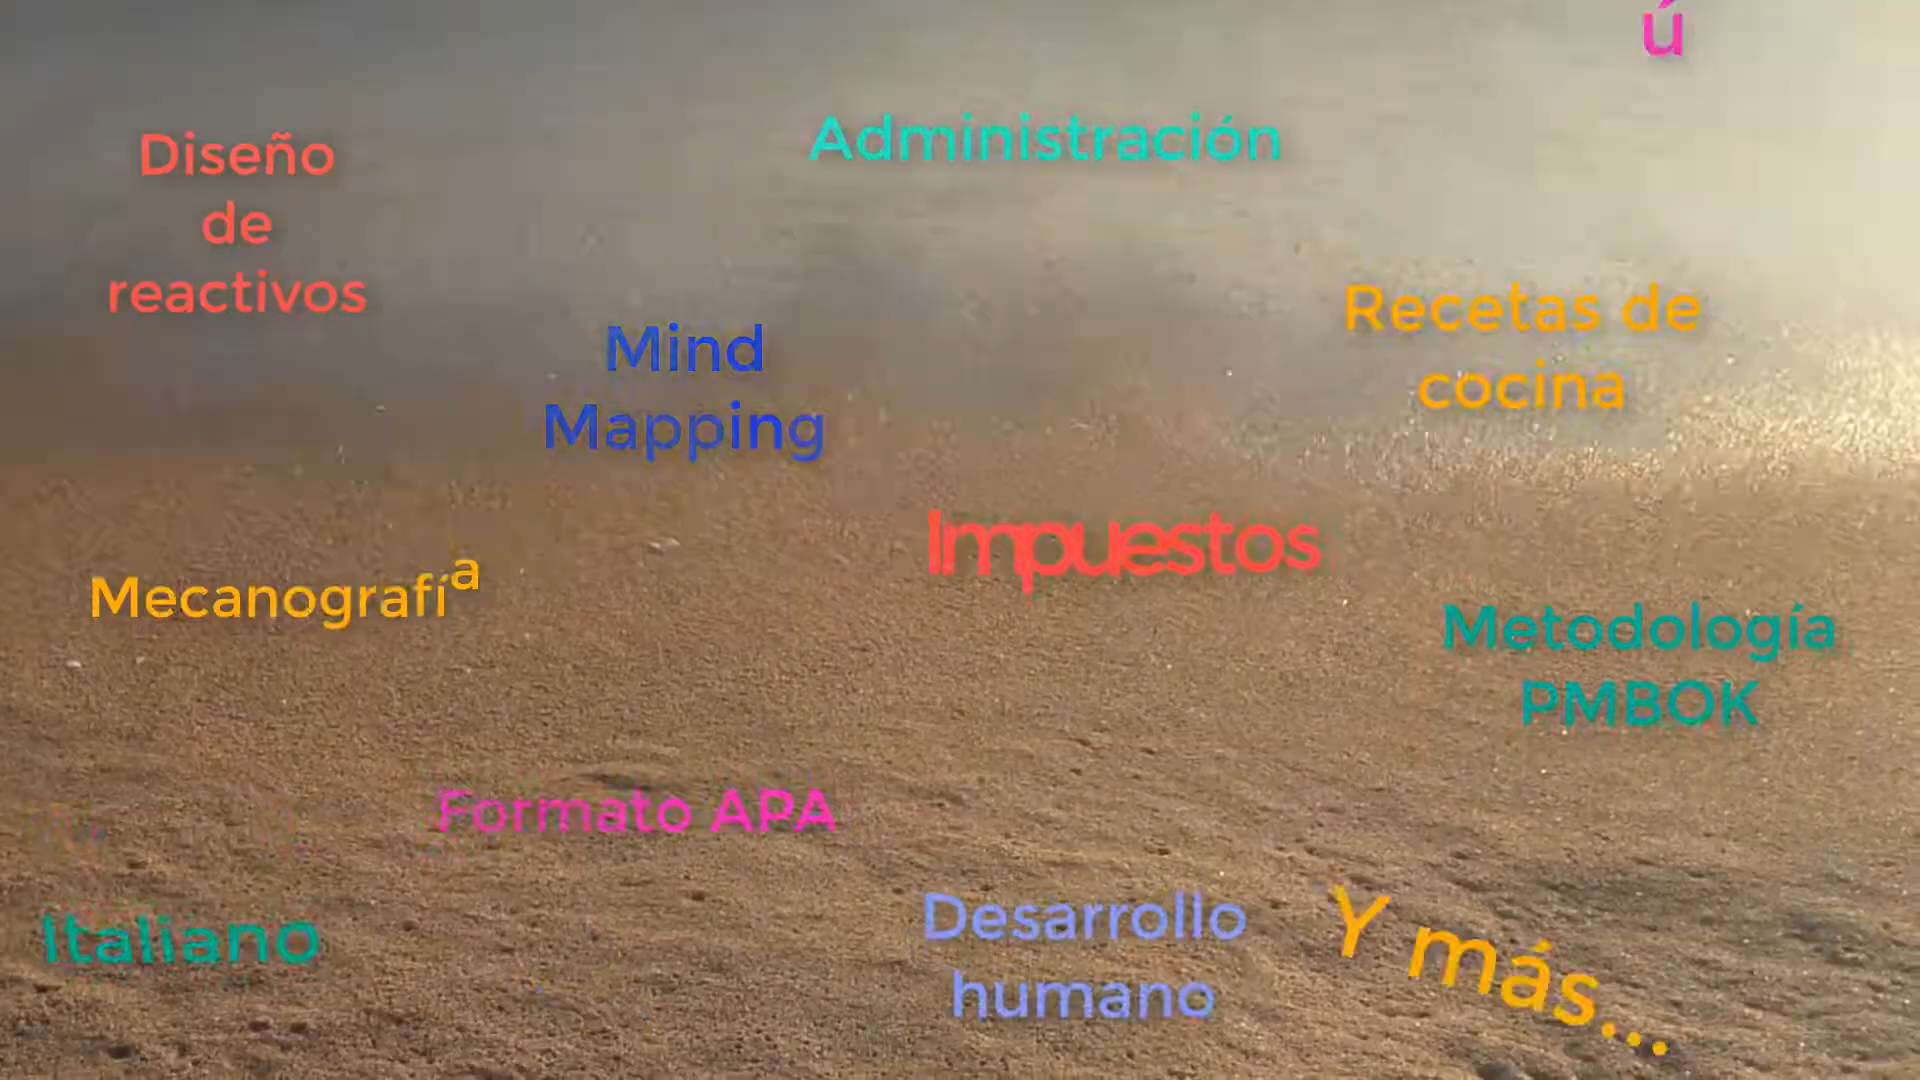 ú
Administración
Diseño
de
reactivos
Recetas de
cocina
Mind
Mapping
Impuestos
Mecanografía
Metodología
PMBOK
Formato APA
Desarrollo
humano
Italiano
Y más...